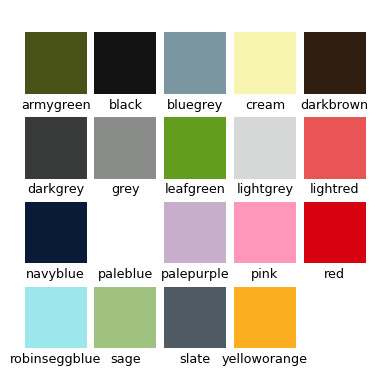 armygreen black bluegrey cream darkbrown
darkgrey grey leafgreen lightgrey lightred
navyblue paleblue palepurple pink red
robinseggblue sage slate yelloworange